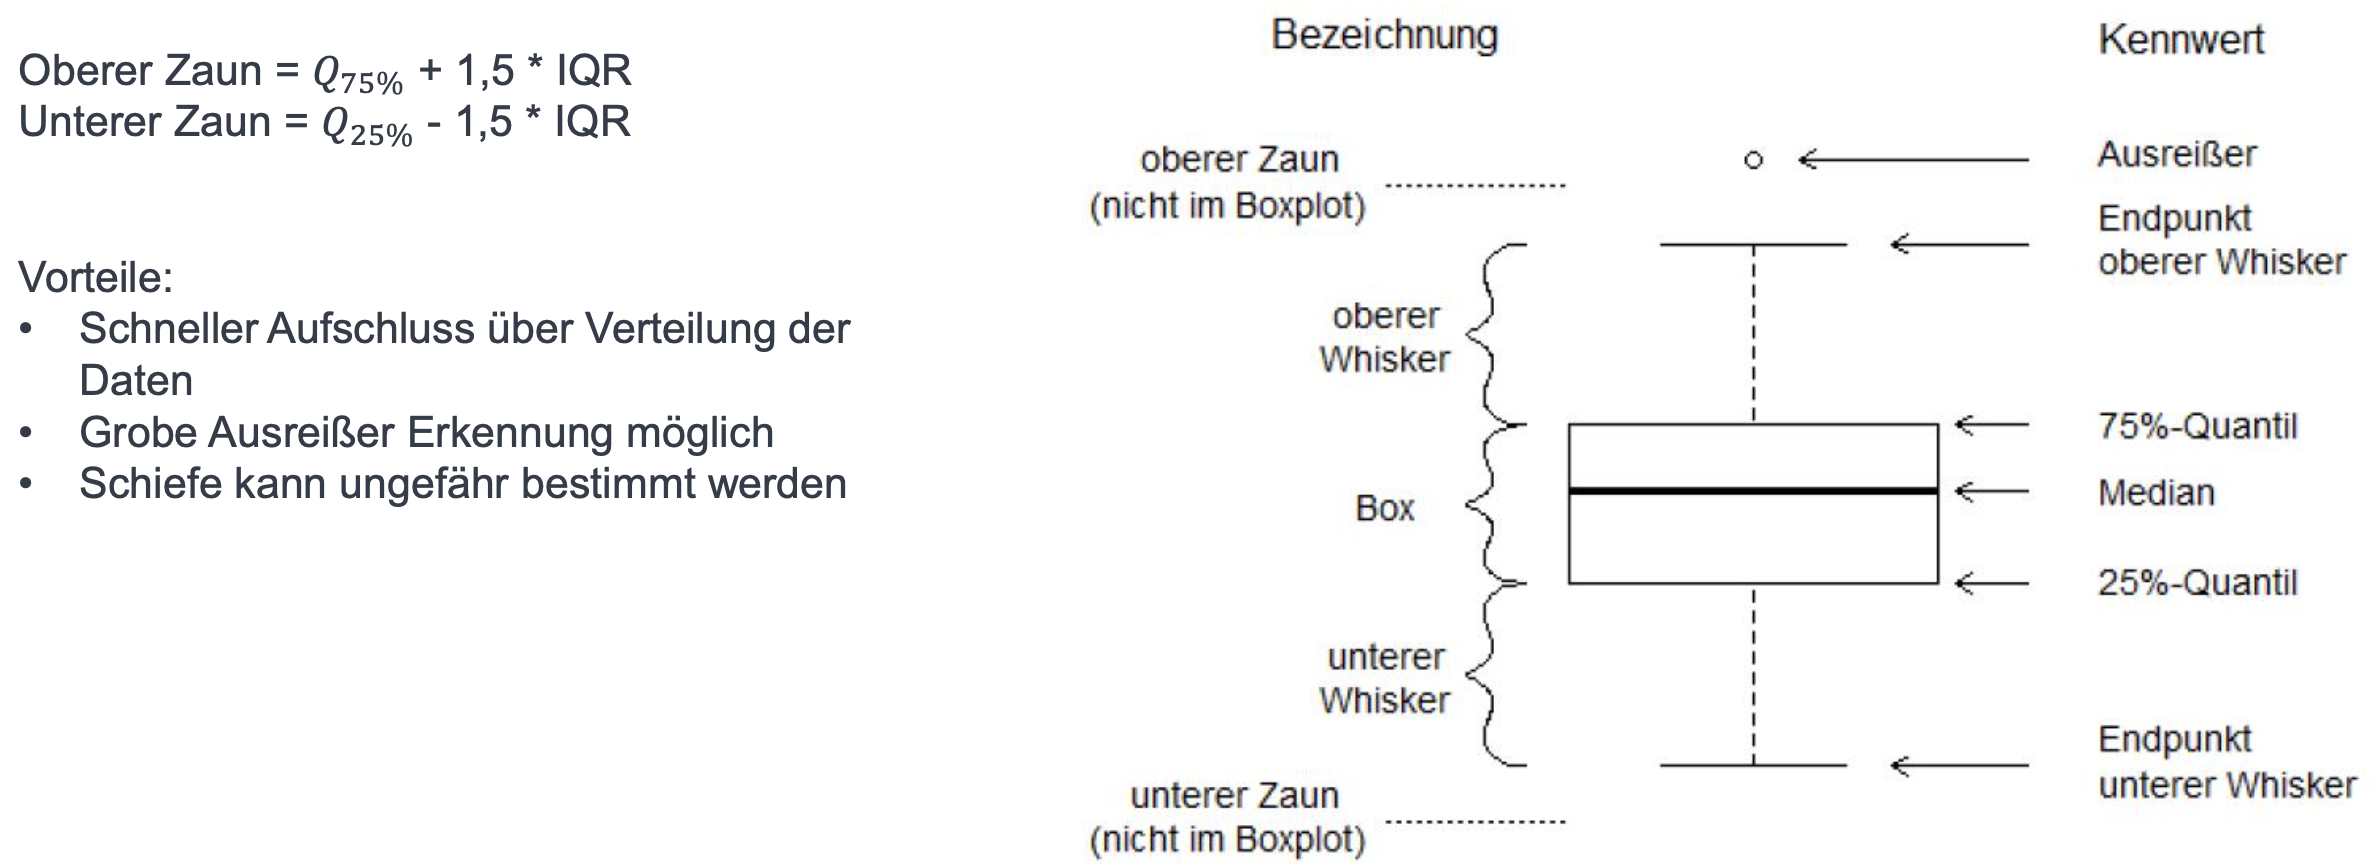 Oberer Zaun = Q75% + 1,5 * IQR
Unterer Zaun = Q25% - 1,5 * IQR
Vorteile:
• Schneller Aufschluss über Verteilung der
Daten
• Grobe Ausreißer Erkennung möglich
• Schiefe kann ungefähr bestimmt werden
Bezeichnung
oberer Zaun
(nicht im Boxplot)
oberer
Whisker
Box
unterer
Whisker
unterer Zaun
(nicht im Boxplot)
Kennwert
Ausreißer
Endpunkt
oberer Whisker
75%-Quantil
Median
25%-Quantil
Endpunkt
unterer Whisker